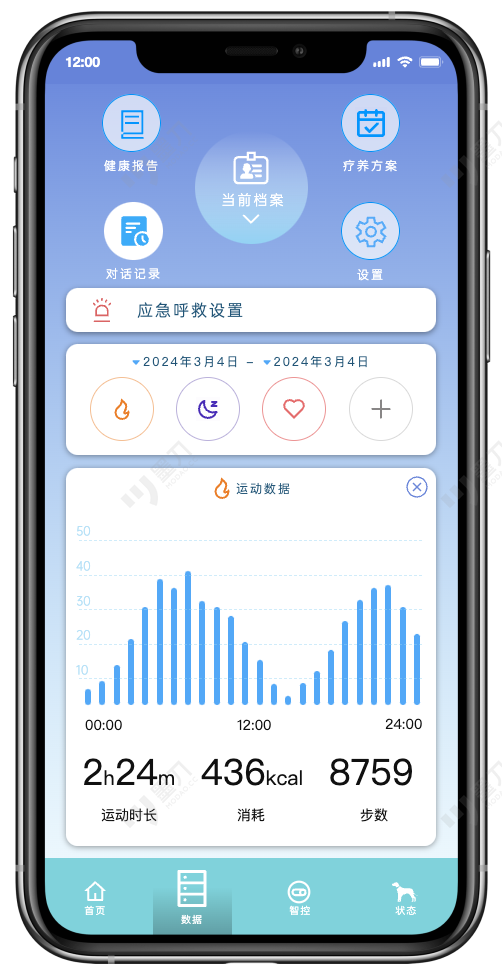 12:00
健康报告
疗养方案
当前档案
对话记录
设置
应急呼救设置
2024年3月4日 – 2024年3月4日
运动数据
50
40
30
20
10
00:00 12:00 24:00
2h24m 436kcal 8759
运动时长 消耗 步数
首页 数据 智控 状态